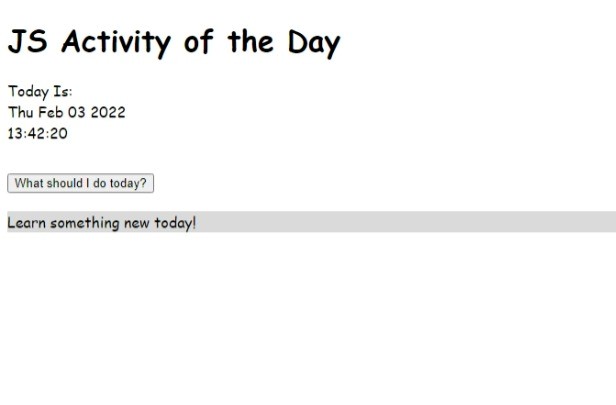 JS Activity of the Day
Today Is:
Thu Feb 03 2022
13:42:20
What should I do today?
Learn something new today!